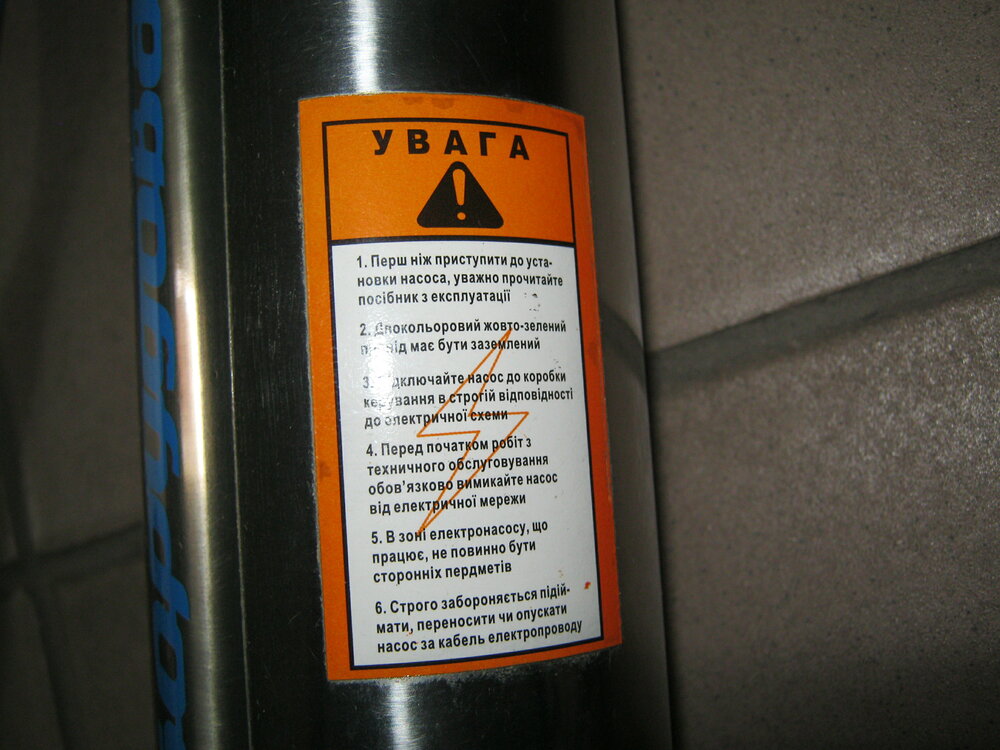 УВАГА
1. Перш ніж приступити до уста-
новки насоса, уважно прочитайте
посібник з експлуатації
2. Двокольоровий жовто-зелений
має бути заземлений
3. Підключайте насос до коробки
керування в строгій відповідності
до електричної схеми
4. Перед початком робіт з
технічного обслуговування
обов'язково вимикайте насос
від електричної мережи
5. В зоні електронасосу, що
працює, не повинно бути
сторонніх пердметів
6. Строго забороняється підій-
мати, переносити чи опускати
насос за кабель електропроводу